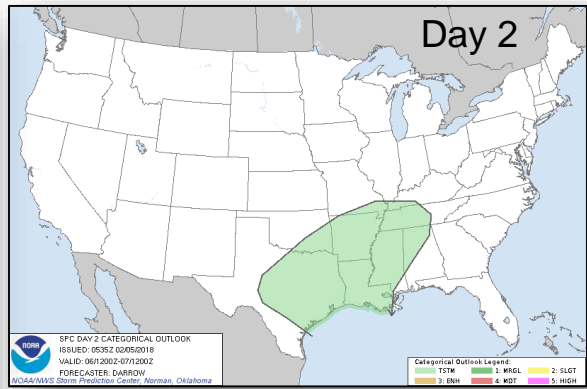 Day 2
NOAA
SPC DAY 2 CATEGORICAL OUTLOOK
ISSUED: 0535Z 02/05/2018
VALID: 06/1200Z-07/1200Z
FORECASTER: DARROW
NOAA/NWS Storm Prediction Center, Norman, Oklahoma
Categorical Outlook Legend:
TSTM 1: MRGL 2: SLGT
3: ENH 4: MDT 5: HIGH